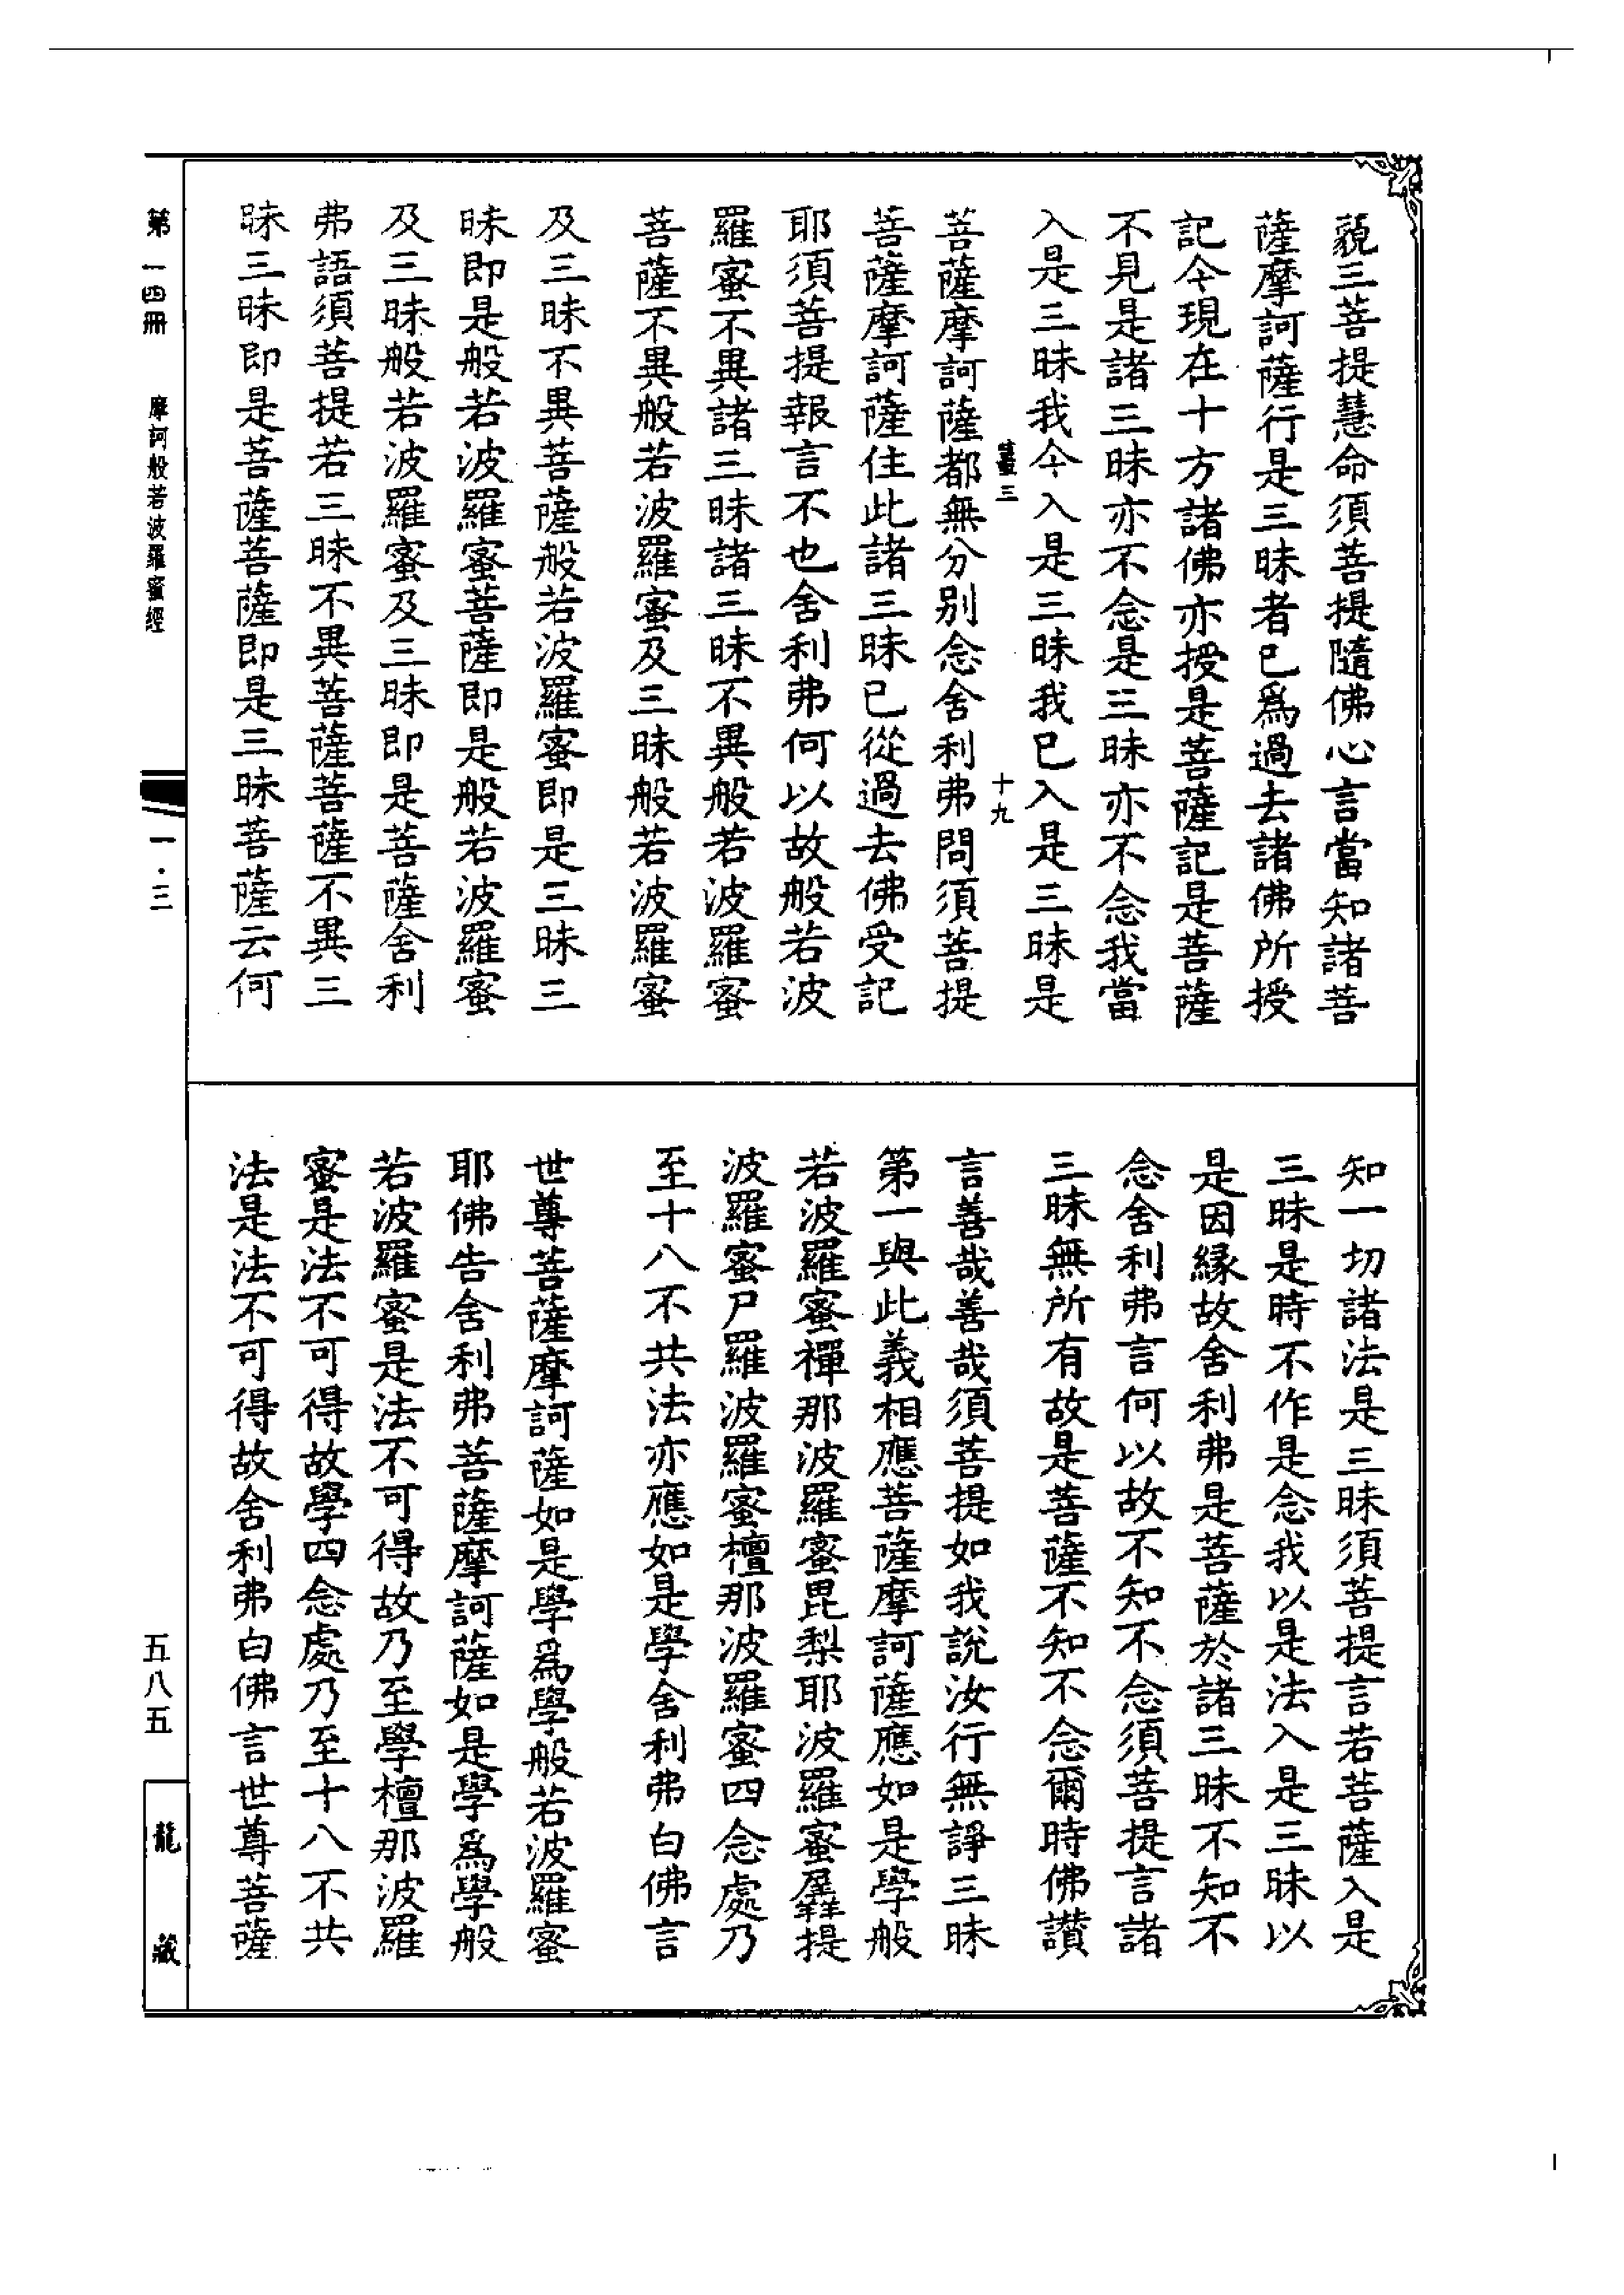 藐三菩提慧命須菩提隨佛心言當知諸菩
薩摩訶薩行是三昧者已爲過去諸佛所授
記今現在十方諸佛亦授是菩薩記是菩薩
不見是諸三昧亦不念是三昧亦不念我當
入是三昧我今入是三昧我已入是三昧是
三
十九
菩薩摩訶薩都無分別念舍利弗問須菩提
菩薩摩訶薩住此諸三昧已從過去佛受記
耶須菩提報言不也舍利弗何以故般若波
羅蜜不異諸三昧諸三昧不異般若波羅蜜
菩薩不異般若波羅蜜及三昧般若波羅蜜
及三昧不異菩薩般若波羅蜜即是三昧三
昧即是般若波羅蜜菩薩即是般若波羅蜜
及三昧般若波羅蜜及三昧即是菩薩舍利
弗語須菩提若三昧不異菩薩菩薩不異三
昧三昧即是菩薩菩薩即是三昧菩薩云何
知一切諸法是三昧須菩提言若菩薩入是
三昧是時不作是念我以是法入是三昧以
是因緣故舍利弗是菩薩於諸三昧不知不
念舍利弗言何以故不知不念須菩提言諸
三昧無所有故是菩薩不知不念爾時佛讚
言善哉善哉須菩提如我說汝行無諍三昧
第一與此義相應菩薩摩訶薩應如是學般
若波羅蜜禪那波羅蜜毘梨耶波羅蜜羼提
波羅蜜尸羅波羅蜜檀那波羅蜜四念處乃
至十八不共法亦應如是學舍利弗白佛言
世尊菩薩摩訶薩如是學爲學般若波羅蜜
耶佛告舍利弗菩薩摩訶薩如是學爲學般
若波羅蜜是法不可得故乃至學檀那波羅
蜜是法不可得故學四念處乃至十八不共
法是法不可得故舍利弗白佛言世尊菩薩
第一四冊 摩訶般若波羅蜜經
一·三
五八五
龍藏